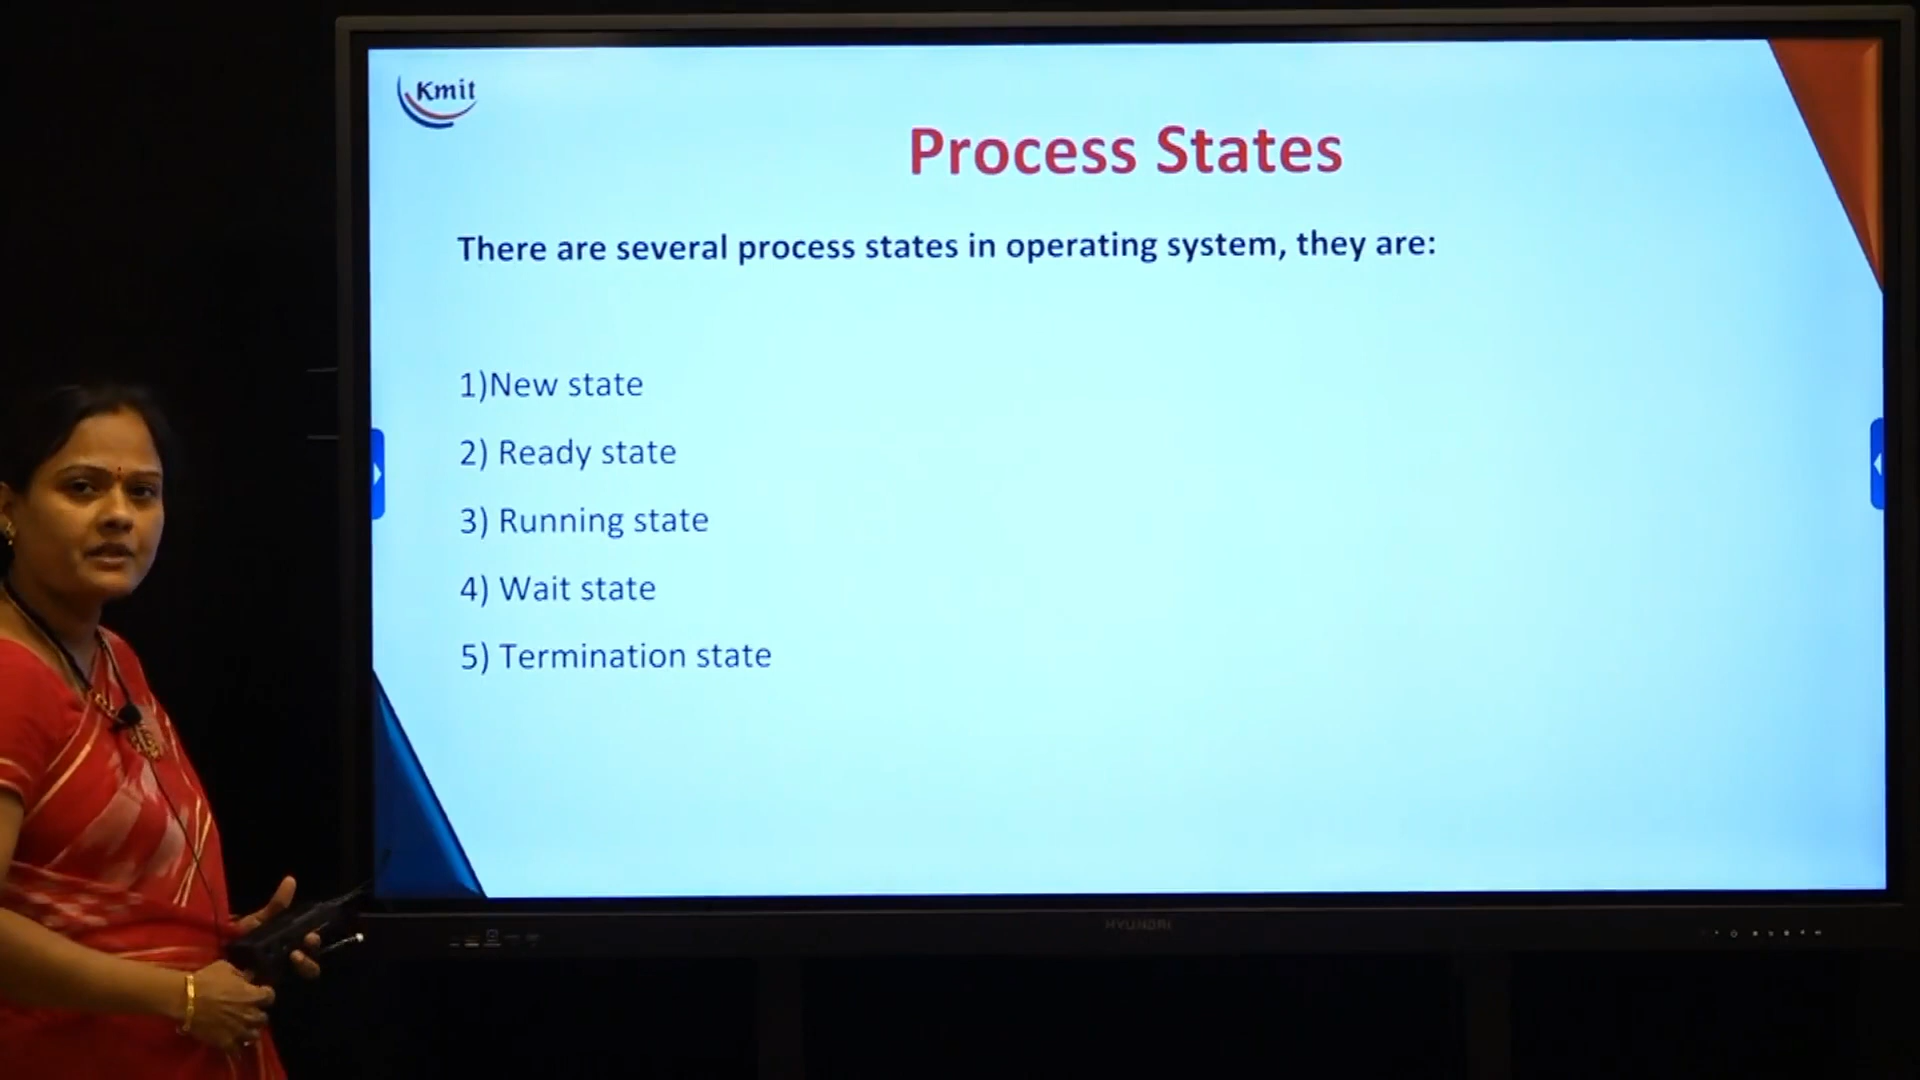 Kmit
Process States
There are several process states in operating system, they are:
1)New state
2) Ready state
3) Running state
4) Wait state
5) Termination state
HYUNDAI